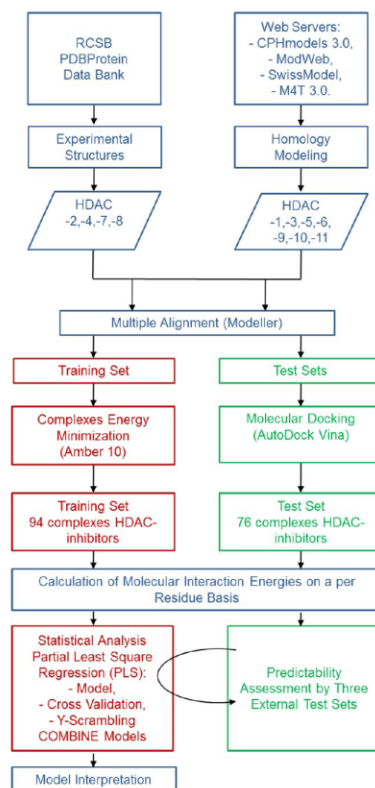 RCSB
PDBProtein
Data Bank
Web Servers:
- CPHmodels 3.0,
- ModWeb,
- SwissModel,
- M4T 3.0.
Experimental
Structures
Homology
Modeling
HDAC
-2,-4,-7,-8
HDAC
-1,-3,-5,-6,
-9,-10,-11
Multiple Alignment (Modeller)
Training Set
Test Sets
Complexes Energy
Minimization
(Amber 10)
Molecular Docking
(AutoDock Vina)
Training Set
94 complexes HDAC-
inhibitors
Test Set
76 complexes HDAC-
inhibitors
Calculation of Molecular Interaction Energies on a per
Residue Basis
Statistical Analysis
Partial Least Square
Regression (PLS):
- Model,
- Cross Validation,
- Y-Scrambling
COMBINE Models
Predictability
Assessment by Three
External Test Sets
Model Interpretation